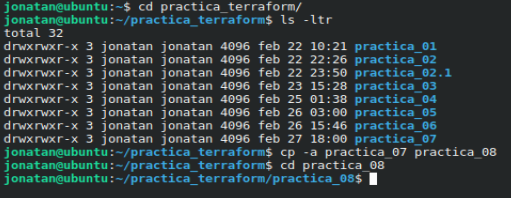 jonatan@ubuntu:~$ cd practica_terraform/
jonatan@ubuntu:~/practica_terraform$ ls -ltr
total 32
drwxrwxr-x 3 jonatan jonatan 4096 feb 22 10:21 practica_01
drwxrwxr-x 3 jonatan jonatan 4096 feb 22 22:26 practica_02
drwxrwxr-x 3 jonatan jonatan 4096 feb 22 23:50 practica_02.1
drwxrwxr-x 3 jonatan jonatan 4096 feb 23 15:28 practica_03
drwxrwxr-x 3 jonatan jonatan 4096 feb 25 01:38 practica_04
drwxrwxr-x 3 jonatan jonatan 4096 feb 26 03:00 practica_05
drwxrwxr-x 3 jonatan jonatan 4096 feb 26 15:46 practica_06
drwxrwxr-x 3 jonatan jonatan 4096 feb 27 18:00 practica_07
jonatan@ubuntu:~/practica_terraform$ cp -a practica_07 practica_08
jonatan@ubuntu:~/practica_terraform$ cd practica_08
jonatan@ubuntu:~/practica_terraform/practica_08$